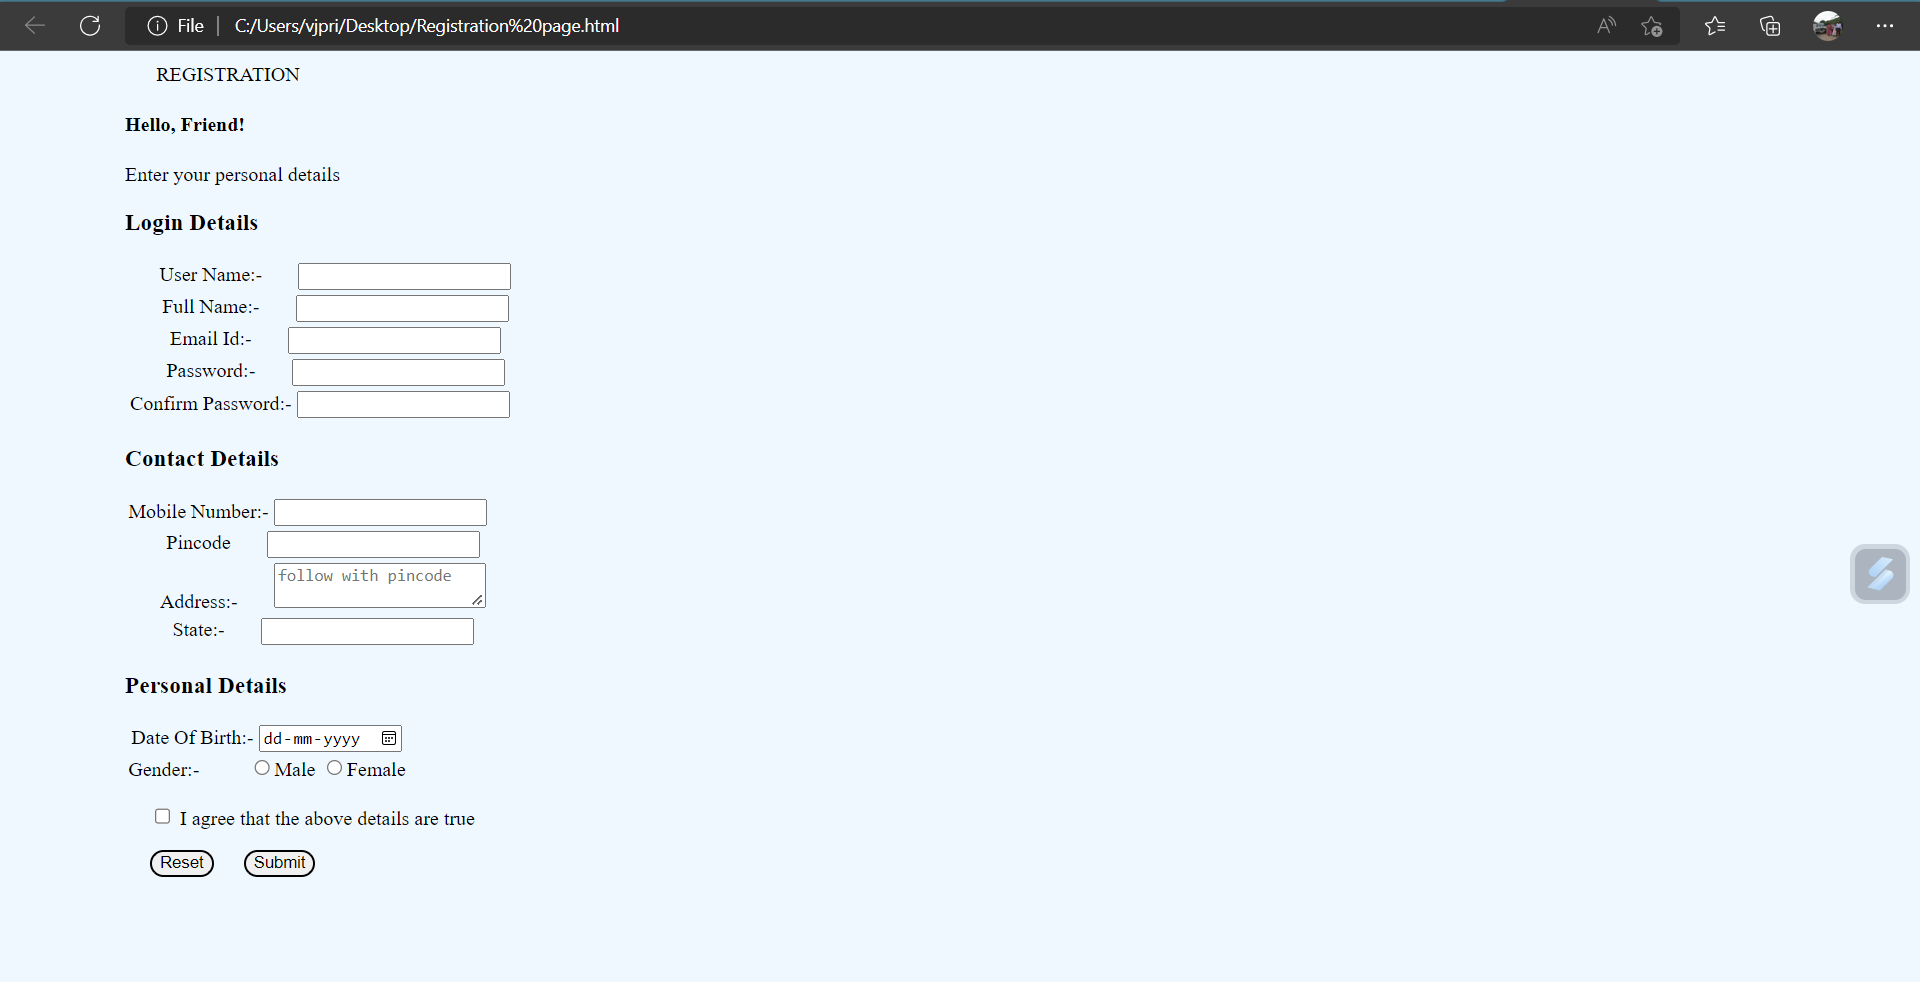 File | C:/Users/vjpri/Desktop/Registration%20page.html
REGISTRATION
Hello, Friend!
Enter your personal details
Login Details
User Name:-
Full Name:-
Email Id:-
Password:-
Confirm Password:-
Contact Details
Mobile Number:-
Pincode
follow with pincode
Address:-
State:-
Personal Details
Date Of Birth:- dd-mm-yyyy
Gender:- Male Female
I agree that the above details are true
Reset Submit